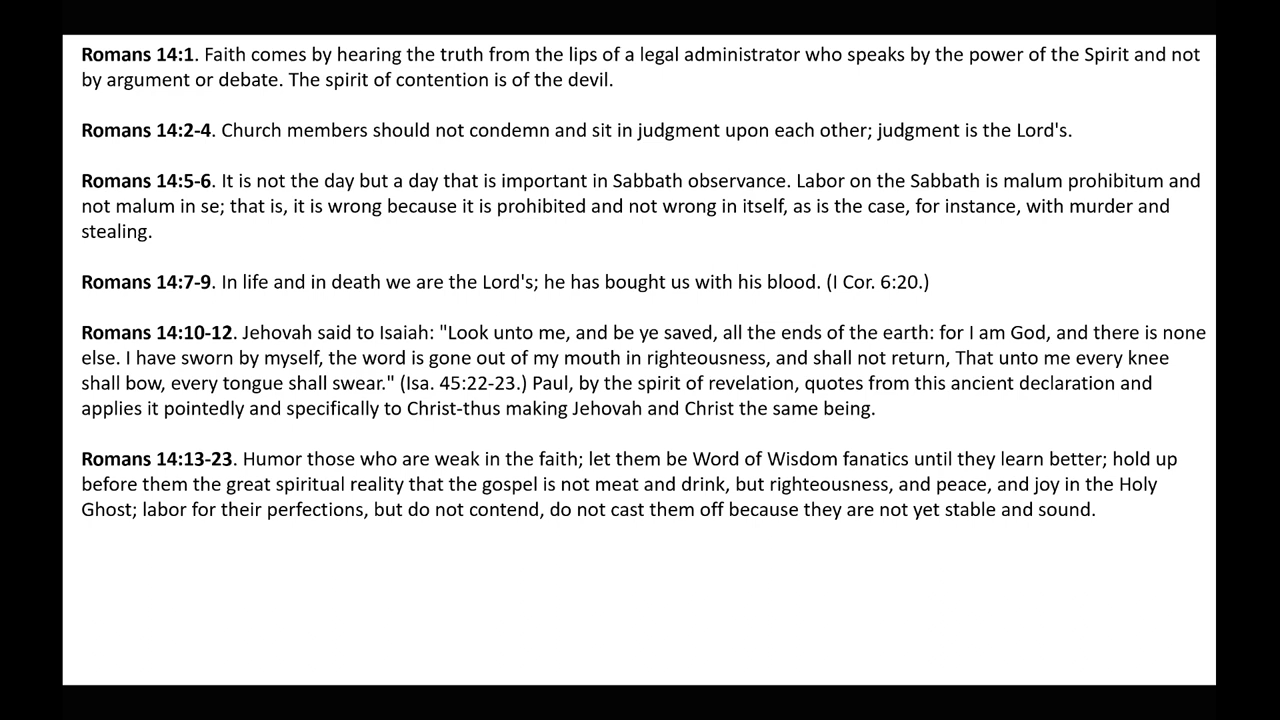 Romans 14:1. Faith comes by hearing the truth from the lips of a legal administrator who speaks by the power of the Spirit and not
by argument or debate. The spirit of contention is of the devil.
Romans 14:2-4. Church members should not condemn and sit in judgment upon each other; judgment is the Lord's.
Romans 14:5-6. It is not the day but a day that is important in Sabbath observance. Labor on the Sabbath is malum prohibitum and
not malum in se; that is, it is wrong because it is prohibited and not wrong in itself, as is the case, for instance, with murder and
stealing.
Romans 14:7-9. In life and in death we are the Lord's; he has bought us with his blood. (I Cor. 6:20.)
Romans 14:10-12. Jehovah said to Isaiah: "Look unto me, and be ye saved, all the ends of the earth: for I am God, and there is none
else. I have sworn by myself, the word is gone out of my mouth in righteousness, and shall not return, That unto me every knee
shall bow, every tongue shall swear." (Isa. 45:22-23.) Paul, by the spirit of revelation, quotes from this ancient declaration and
applies it pointedly and specifically to Christ-thus making Jehovah and Christ the same being.
Romans 14:13-23. Humor those who are weak in the faith; let them be Word of Wisdom fanatics until they learn better; hold up
before them the great spiritual reality that the gospel is not meat and drink, but righteousness, and peace, and joy in the Holy
Ghost; labor for their perfections, but do not contend, do not cast them off because they are not yet stable and sound.